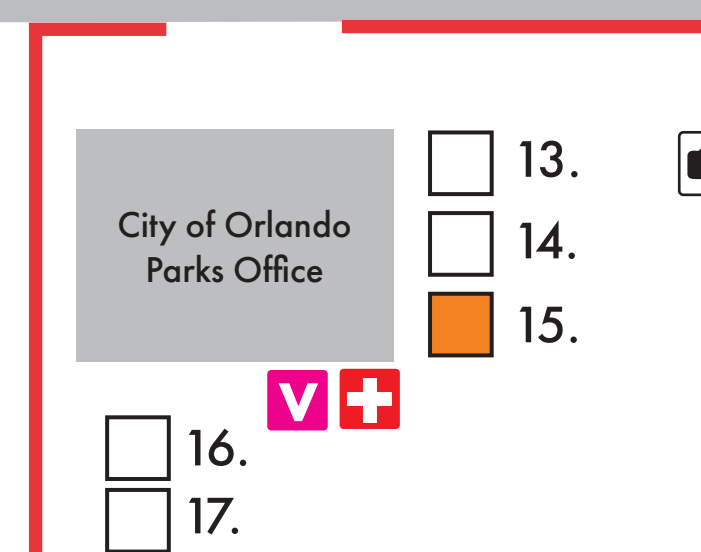 City of Orlando
Parks Office
13.
14.
15.
V
16.
17.